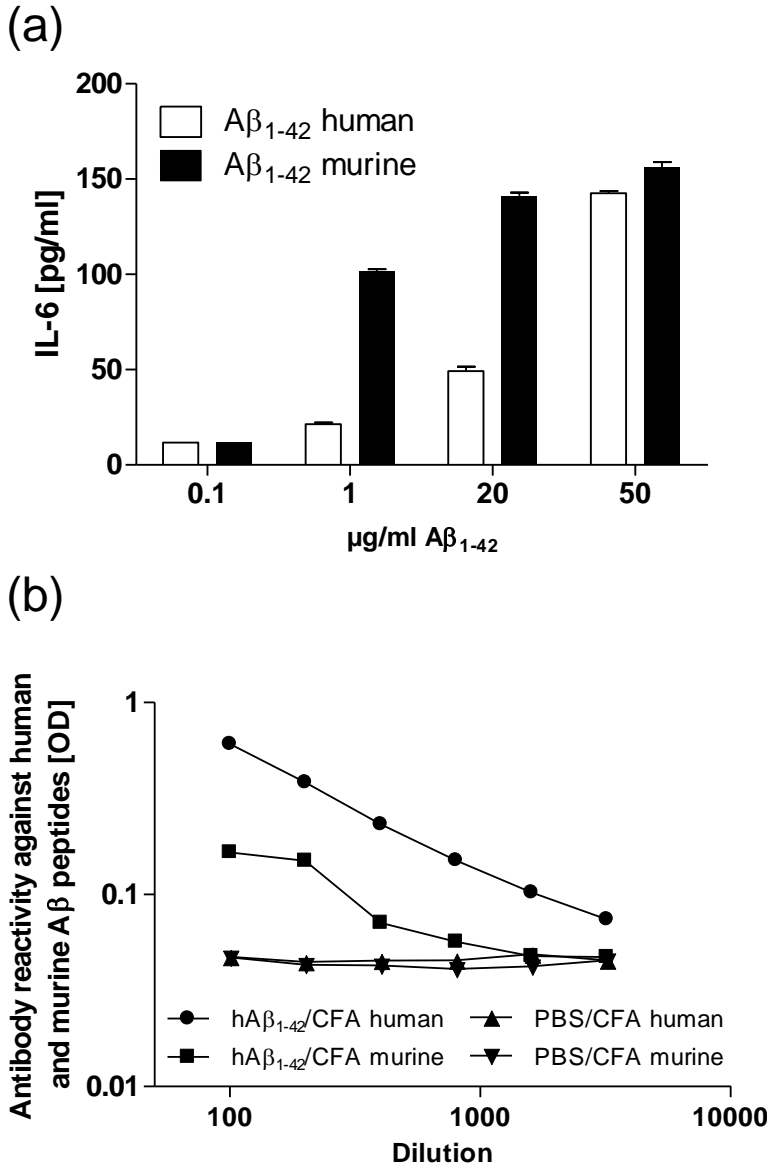 (a)
200
150
100
50
0
IL-6 [pg/ml]
Aβ1-42 human
Aβ1-42 murine
0.1 1 20 50
µg/ml Aβ1-42
(b)
Antibody reactivity against human
and murine Aβ peptides [OD]
1
0.1
0.01
hAβ1-42/CFA human
hAβ1-42/CFA murine
PBS/CFA human
PBS/CFA murine
100 1000 10000
Dilution